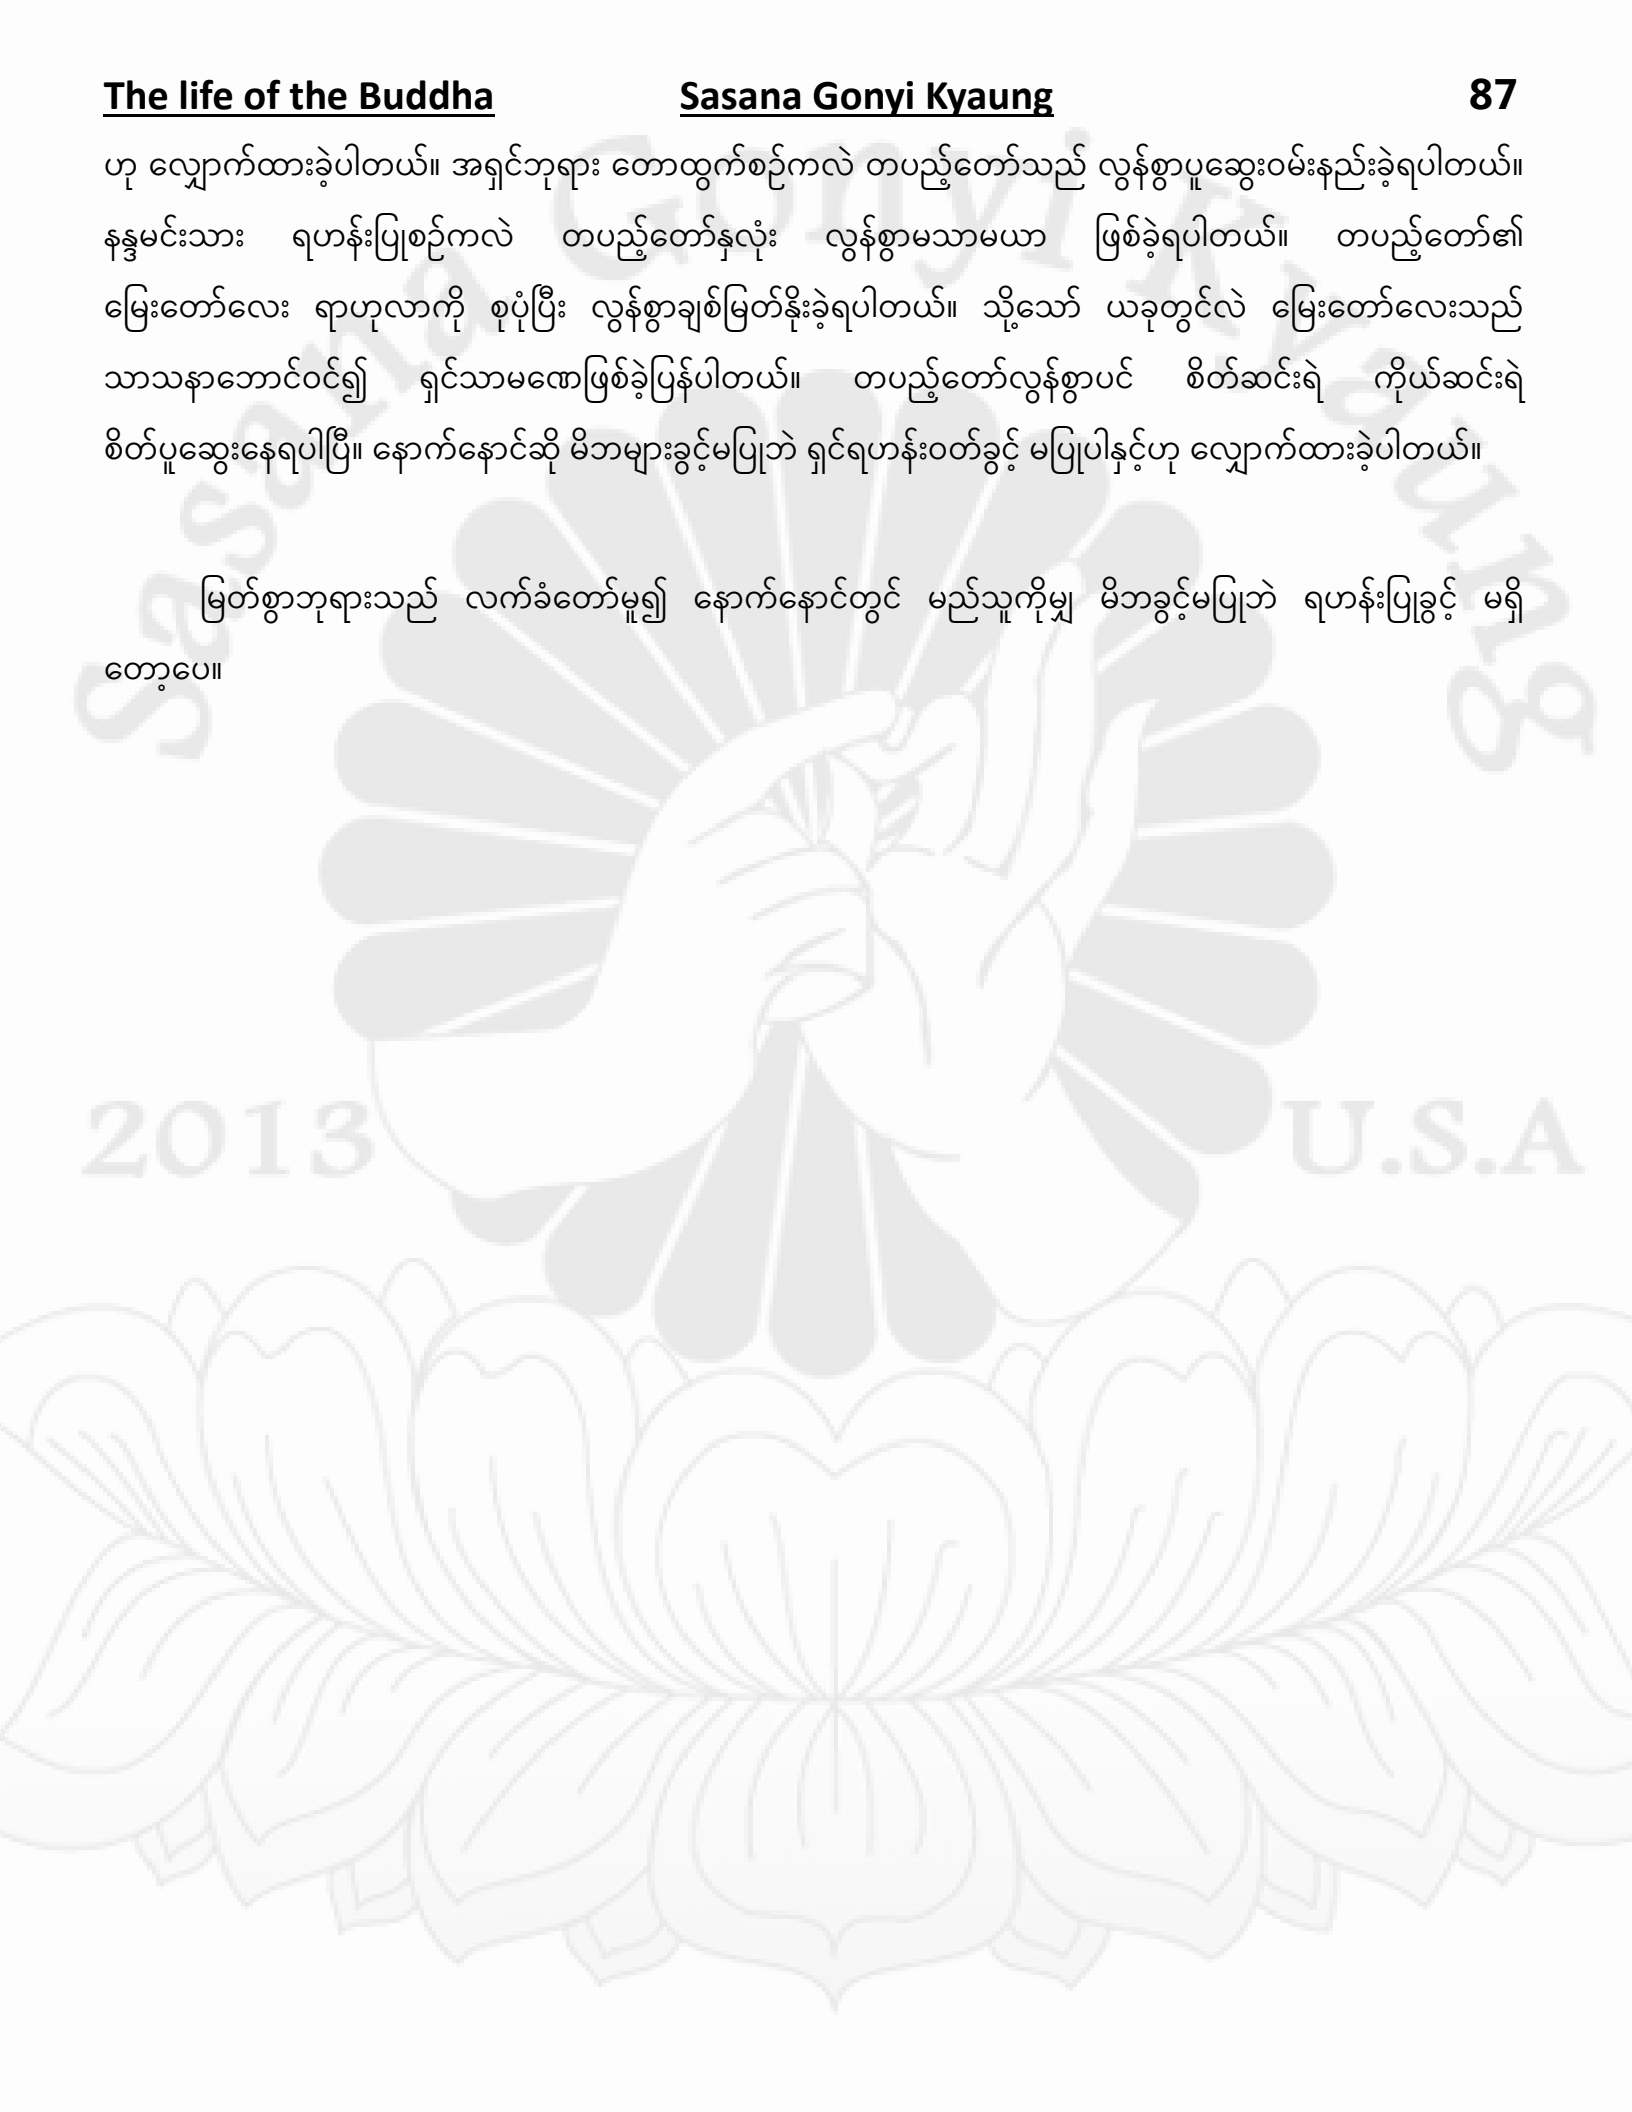 The life of the Buddha Sasana Gonyi Kyaung 87
ဟု လျှောက်ထားခဲ့ပါတယ်။ အရှင်ဘုရား တောထွက်စဉ်ကလဲ တပည့်တော်သည် လွန်စွာပူဆွေးဝမ်းနည်းခဲ့ရပါတယ်။
နန္ဒမင်းသား ရဟန်းပြုစဉ်ကလဲ တပည့်တော်နှလုံး လွန်စွာမသာမယာ ဖြစ်ခဲ့ရပါတယ်။ တပည့်တော်၏
မြေးတော်လေး ရာဟုလာကို စုပုံပြီး လွန်စွာချစ်မြတ်နိုးခဲ့ရပါတယ်။ သို့သော် ယခုတွင်လဲ မြေးတော်လေးသည်
သာသနာဘောင်ဝင်၍ ရှင်သာမဏေဖြစ်ခဲ့ပြန်ပါတယ်။ တပည့်တော်လွန်စွာပင် စိတ်ဆင်းရဲ ကိုယ်ဆင်းရဲ
စိတ်ပူဆွေးနေရပါပြီ။ နောက်နောင်ဆို မိဘများခွင့်မပြုဘဲ ရှင်ရဟန်းဝတ်ခွင့် မပြုပါနှင့်ဟု လျှောက်ထားခဲ့ပါတယ်။
မြတ်စွာဘုရားသည် လက်ခံတော်မူ၍ နောက်နောင်တွင် မည်သူကိုမျှ မိဘခွင့်မပြုဘဲ ရဟန်းပြုခွင့် မရှိ
တော့ပေ။
Sasana Gonyi Kyaung
2013 U.S.A